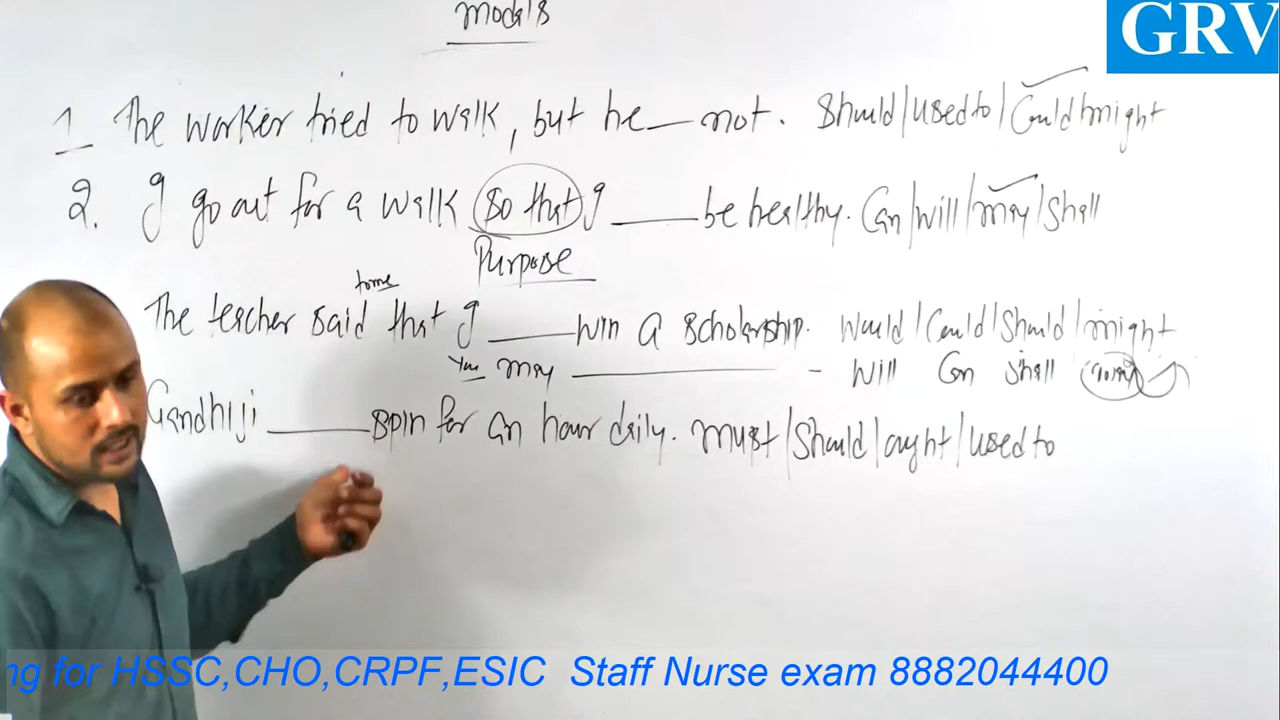 Modals
GRV
1 The worker tried to walk, but he ___ not. Should/used to/Could/might
2. I go out for a walk so that I ___ be healthy. Can/will/may/shall
Purpose
to me
The teacher said that I ___ win a scholarship. Would/Could/Should/might
You may ___ - will Can shall may
Gandhiji ___ spin for an hour daily. must/should/ought/used to
ng for HSSC,CHO,CRPF,ESIC Staff Nurse exam 8882044400